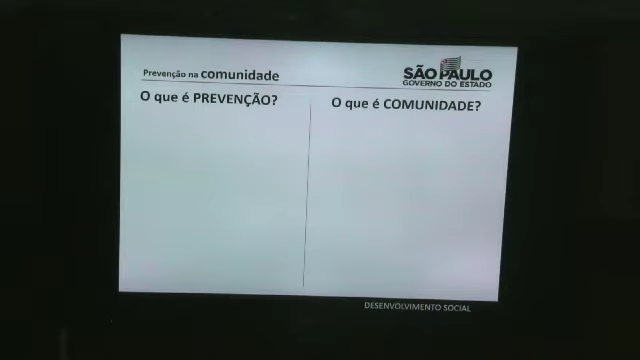 Prevenção na comunidade
SÃO PAULO
GOVERNO DO ESTADO
O que é PREVENÇÃO?
O que é COMUNIDADE?
DESENVOLVIMENTO SOCIAL